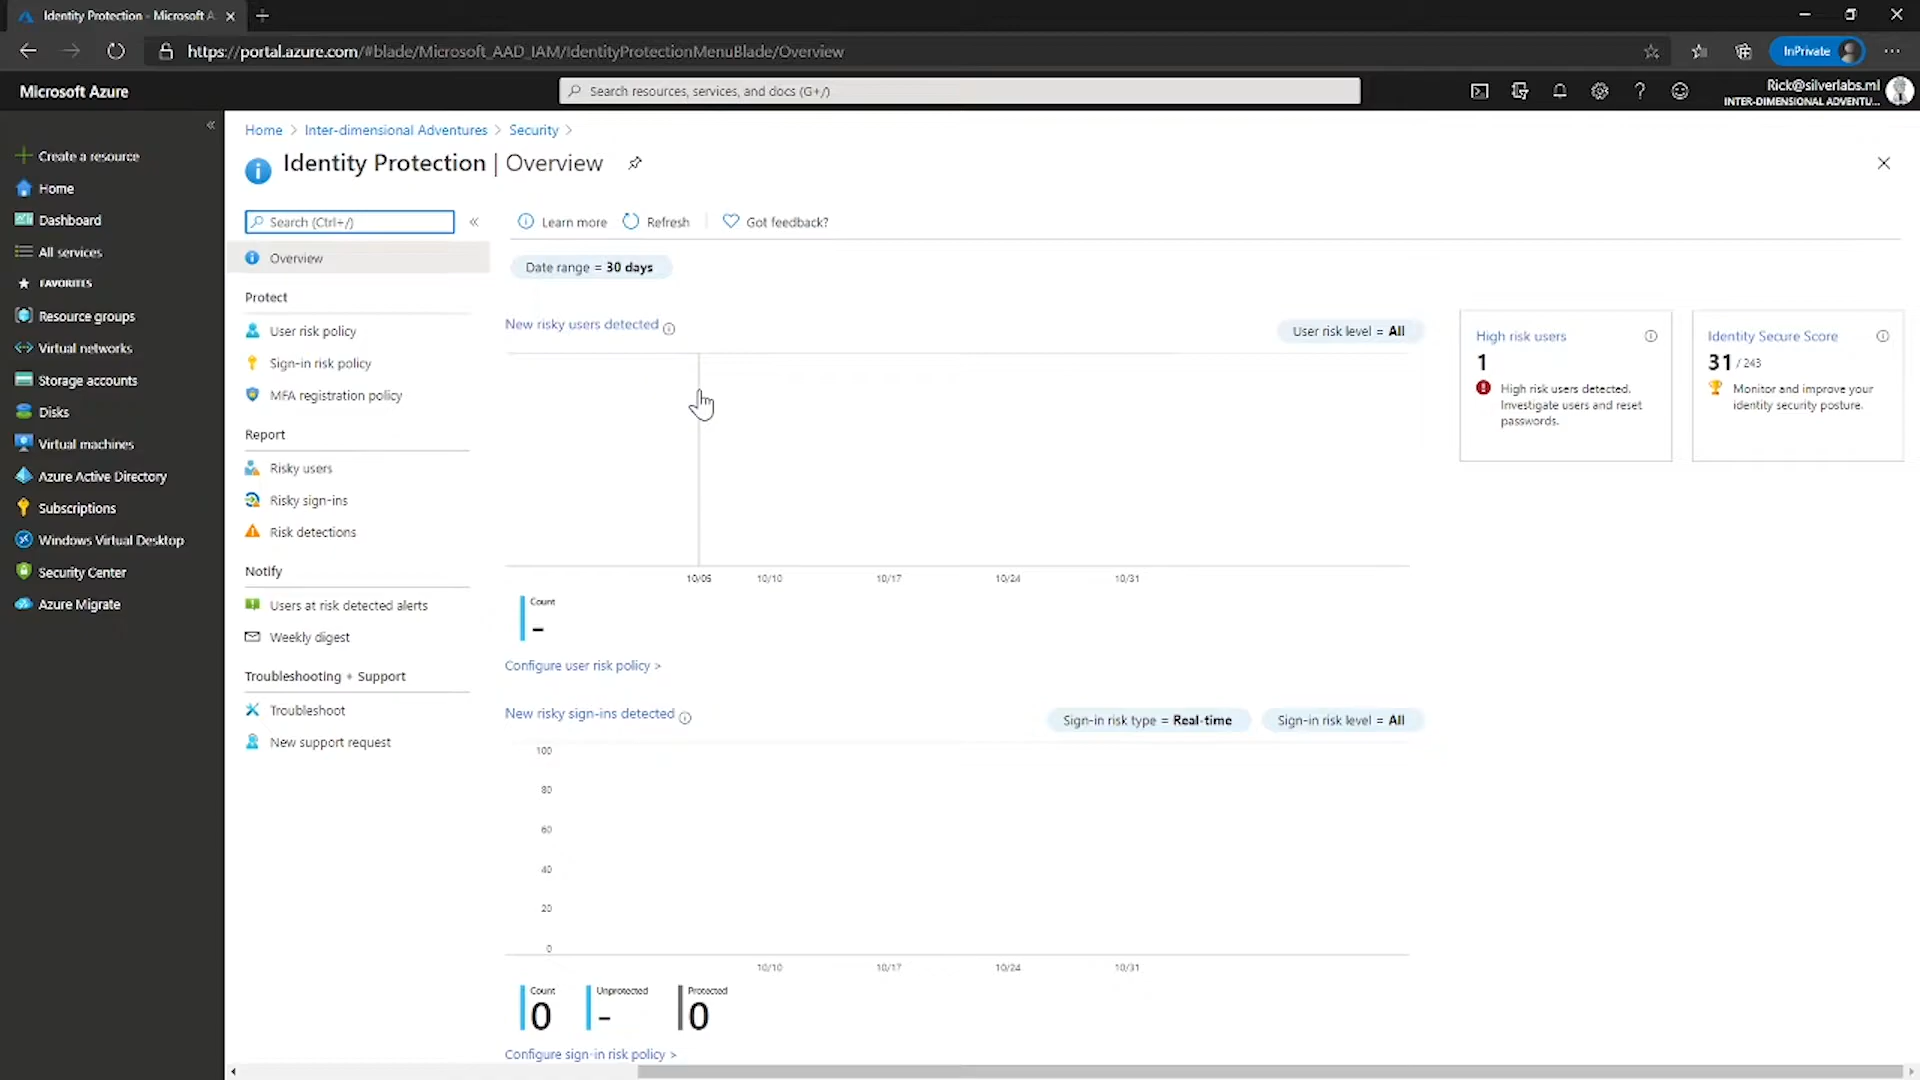 Identity Protection - Microsoft A
https://portal.azure.com/#blade/Microsoft_AAD_IAM/IdentityProtectionMenuBlade/Overview
InPrivate
Microsoft Azure
Search resources, services, and docs (G+/)
Rick@silverlabs.ml
INTER-DIMENSIONAL ADVENTU...
Create a resource
Home
Dashboard
All services
FAVORITES
Resource groups
Virtual networks
Storage accounts
Disks
Virtual machines
Azure Active Directory
Subscriptions
Windows Virtual Desktop
Security Center
Azure Migrate
Home > Inter-dimensional Adventures > Security >
Identity Protection | Overview
Search (Ctrl+/)
Overview
Protect
User risk policy
Sign-in risk policy
MFA registration policy
Report
Risky users
Risky sign-ins
Risk detections
Notify
Users at risk detected alerts
Weekly digest
Troubleshooting + Support
Troubleshoot
New support request
Learn more
Refresh
Got feedback?
Date range = 30 days
New risky users detected
User risk level = All
10/05 10/10 10/17 10/24 10/31
Count
-
Configure user risk policy >
New risky sign-ins detected
Sign-in risk type = Real-time
Sign-in risk level = All
100
80
60
40
20
0
10/10 10/17 10/24 10/31
Count Unprotected Protected
0 - 0
Configure sign-in risk policy >
High risk users
1
High risk users detected.
Investigate users and reset
passwords.
Identity Secure Score
31 / 243
Monitor and improve your
identity security posture.